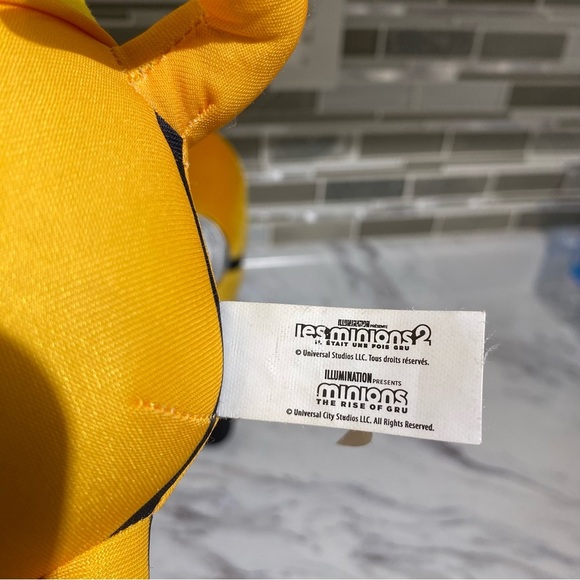 ILLUMINATION PRÉSENTE
les minions 2
IL ÉTAIT UNE FOIS GRU
© Universal Studios LLC. Tous droits réservés.
ILLUMINATION PRESENTS
minions
THE RISE OF GRU
© Universal City Studios LLC. All Rights Reserved.